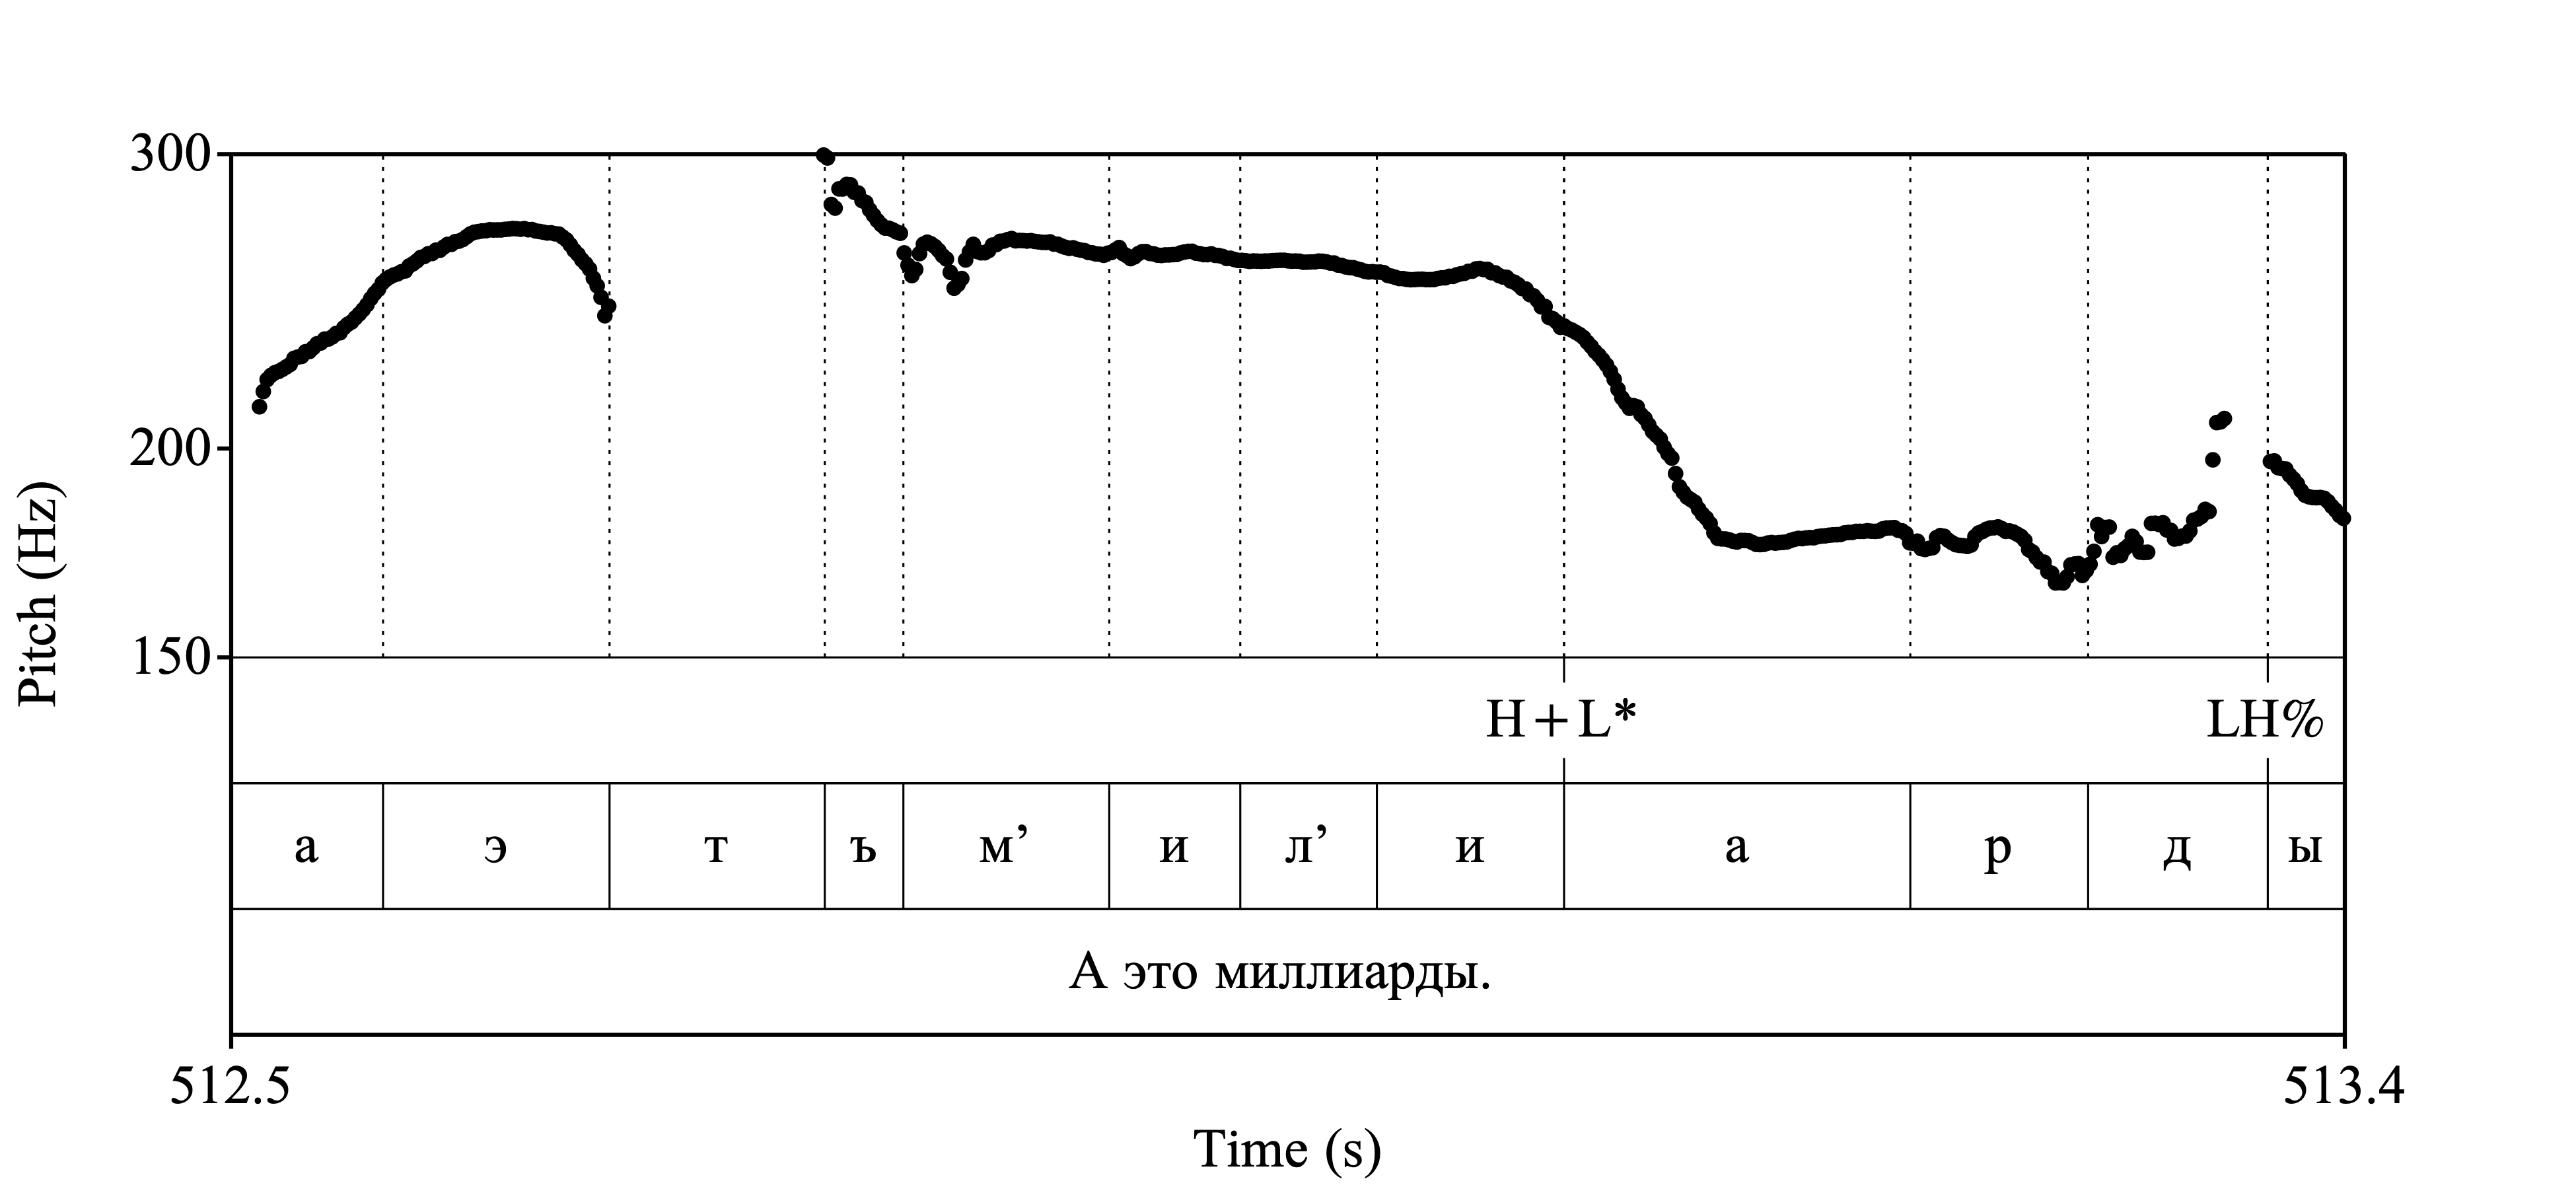 300
200
150
Pitch (Hz)
H+L* LH%
а э т ъ м’ и л’ и а р д ы
А это миллиарды.
512.5 513.4
Time (s)